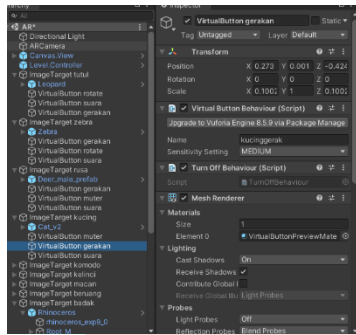 AR*
Directional Light
ARCamera
Canvas.View
Level.Controller
ImageTarget tutul
Leopard
VirtualButton rotate
VirtualButton suara
VirtualButton gerakan
ImageTarget zebra
Zebra
VirtualButton gerakan
VirtualButton rotate
VirtualButton suara
ImageTarget rusa
Deer_male_prefab
VirtualButton gerakan
VirtualButton muter
VirtualButton suara
ImageTarget kucing
Cat_v2
VirtualButton muter
VirtualButton gerakan
VirtualButton suara
ImageTarget komodo
ImageTarget kelinci
ImageTarget macan
ImageTarget beruang
ImageTarget badak
Rhinoceros
rhinoceros_exp9_0
Root_M
VirtualButton gerakan
Static
Tag Untagged
Layer Default
Transform
Position X 0.273 Y 0.001 Z -0.424
Rotation X 0 Y 0 Z 0
Scale X 0.1002 Y 1 Z 0.1002
Virtual Button Behaviour (Script)
Upgrade to Vuforia Engine 8.5.9 via Package Manage
Name kucinggerak
Sensitivity Setting MEDIUM
Turn Off Behaviour (Script)
Script TurnOffBehaviour
Mesh Renderer
Materials
Size 1
Element 0 VirtualButtonPreviewMate
Lighting
Cast Shadows On
Receive Shadows
Contribute Global I
Receive Global Illu Light Probes
Probes
Light Probes Off
Reflection Probes Blend Probes